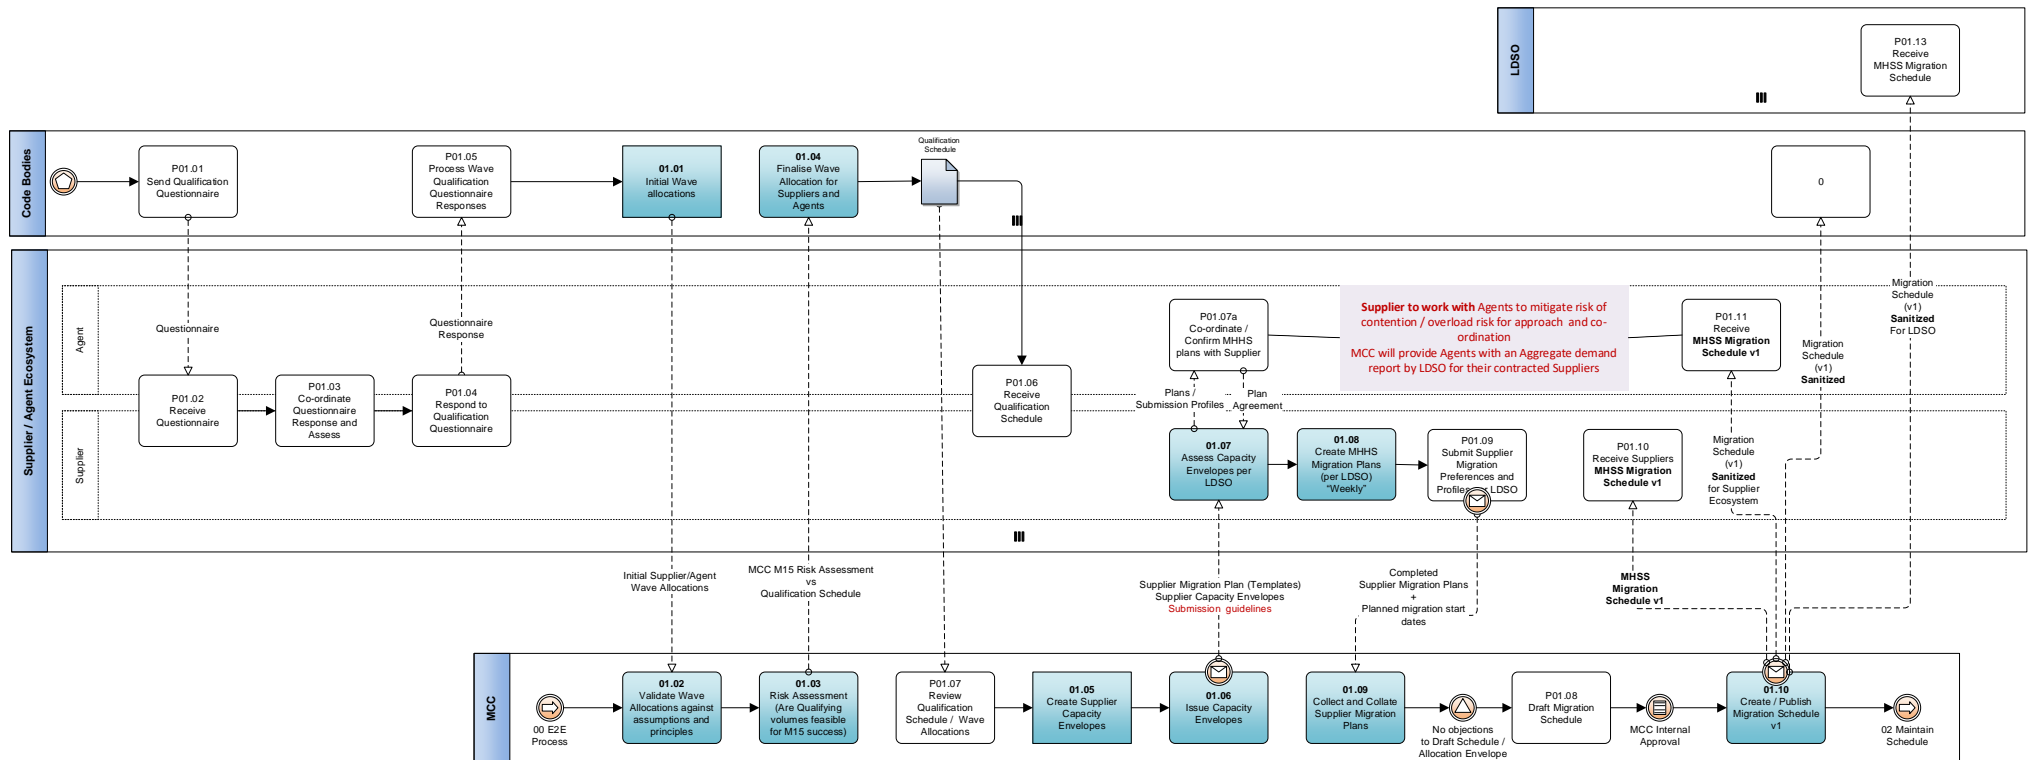 LDSO
P01.13
Receive
MHSS Migration
Schedule
Code Bodies
P01.01
Send Qualification
Questionnaire
P01.05
Process Wave
Qualification
Questionnaire
Responses
01.01
Initial Wave
allocations
01.04
Finalise Wave
Allocation for
Suppliers and
Agents
Qualification
Schedule
0
Supplier / Agent Ecosystem
Agent
Supplier
Questionnaire
Questionnaire
Response
P01.02
Receive
Questionnaire
P01.03
Co-ordinate
Questionnaire
Response and
Assess
P01.04
Respond to
Qualification
Questionnaire
P01.06
Receive
Qualification
Schedule
P01.07a
Co-ordinate /
Confirm MHHS
plans with Supplier
Supplier to work with Agents to mitigate risk of
contention / overload risk for approach and co-
ordination
MCC will provide Agents with an Aggregate demand
report by LDSO for their contracted Suppliers
P01.11
Receive
MHSS Migration
Schedule v1
Migration
Schedule
(v1)
Sanitized
Migration
Schedule
(v1)
Sanitized
For LDSO
Plans /
Submission Profiles
Plan
Agreement
01.07
Assess Capacity
Envelopes per
LDSO
01.08
Create MHHS
Migration Plans
(per LDSO)
"Weekly"
P01.09
Submit Supplier
Migration
Preferences and
LDSO
P01.10
Receive Suppliers
MHSS Migration
Schedule v1
Migration
Schedule
(v1)
Sanitized
for Supplier
Ecosystem
Initial Supplier/Agent
Wave Allocations
MCC M15 Risk Assessment
vs
Qualification Schedule
Supplier Migration Plan (Templates)
Supplier Capacity Envelopes
Submission guidelines
Completed
Supplier Migration Plans
+
Planned migration start
dates
MHSS
Migration
Schedule v1
MCC
00 E2E
Process
01.02
Validate Wave
Allocations against
assumptions and
principles
01.03
Risk Assessment
(Are Qualifying
volumes feasible
for M15 success)
P01.07
Review
Qualification
Schedule / Wave
Allocations
01.05
Create Supplier
Capacity
Envelopes
01.06
Issue Capacity
Envelopes
01.09
Collect and Collate
Supplier Migration
Plans
No objections
to Draft Schedule /
Allocation Envelope
P01.08
Draft Migration
Schedule
MCC Internal
Approval
01.10
Create / Publish
Migration Schedule
v1
02 Maintain
Schedule